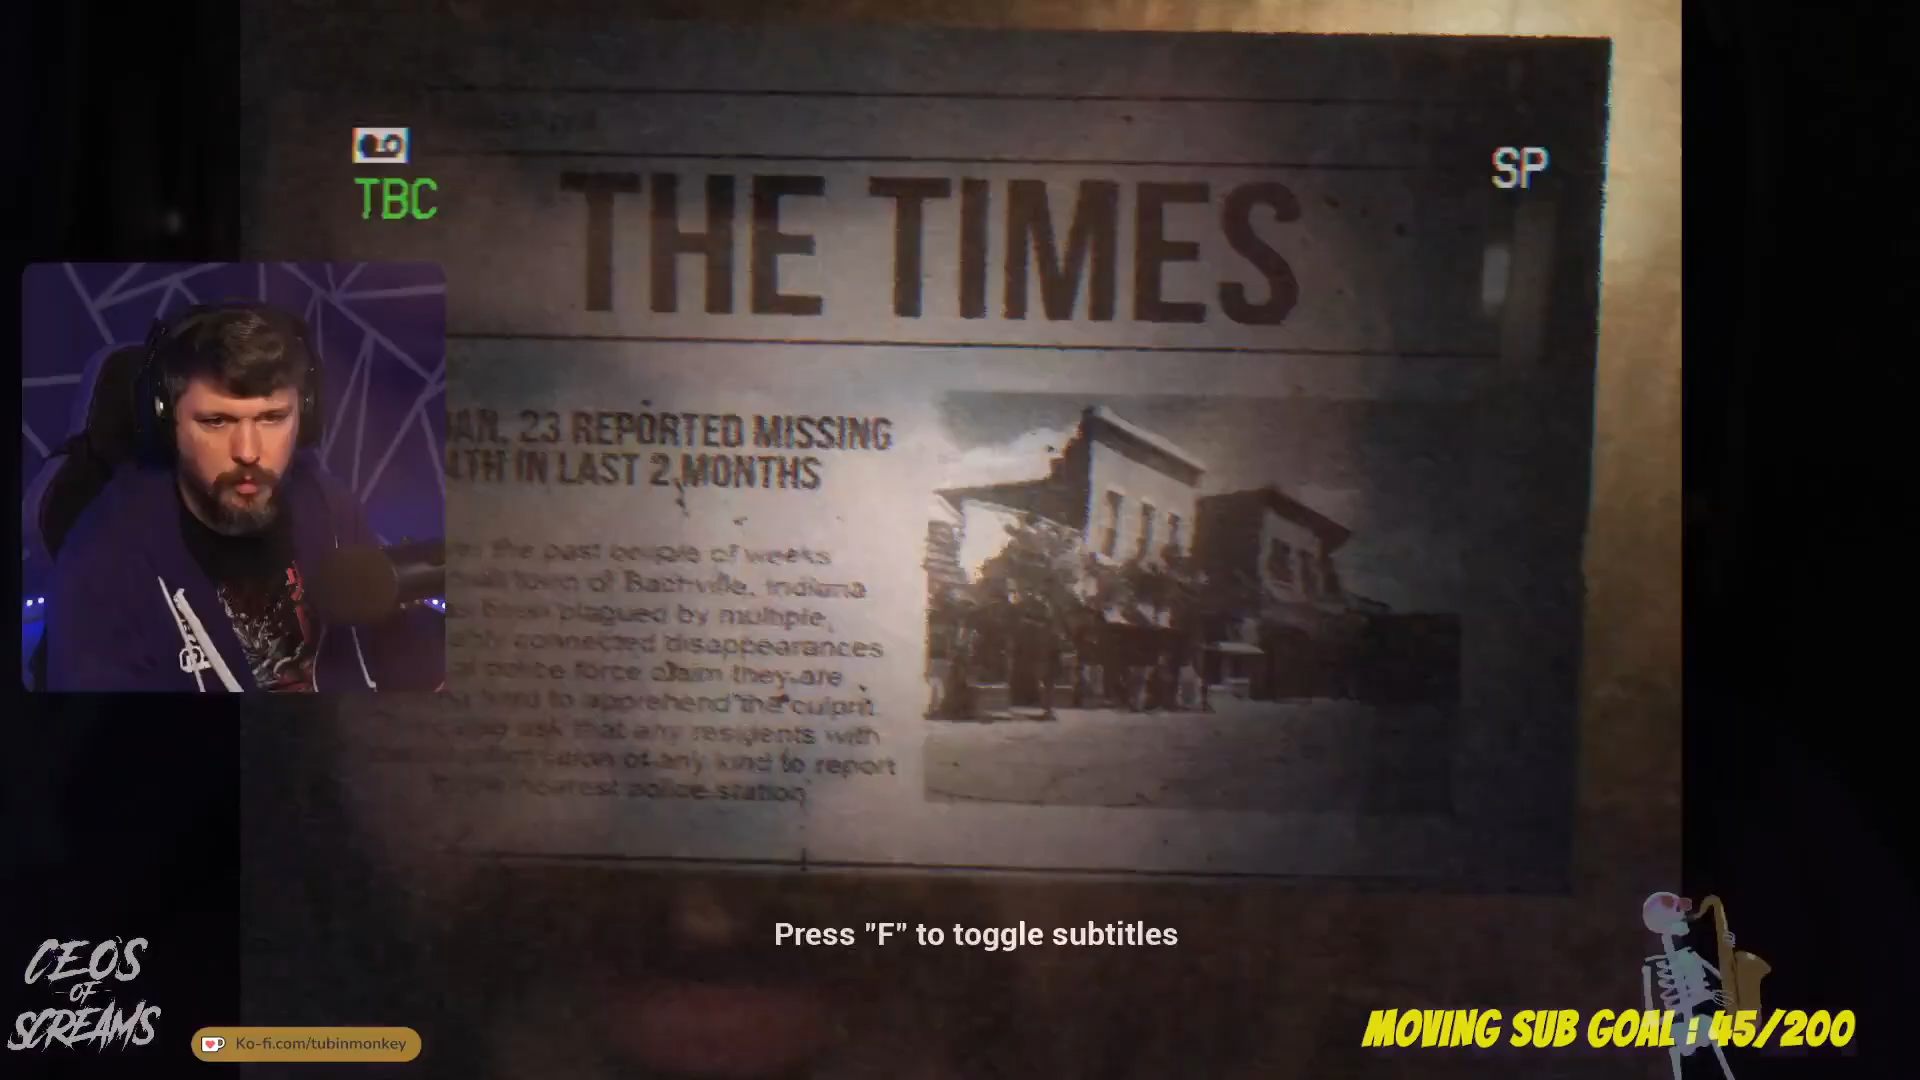 TBC
SP
THE TIMES
23 REPORTED MISSING
IN LAST 2 MONTHS
the past couple of weeks
town of Bachville, Indiana
been plagued by multiple,
connected disappearances
police force claim they are
to apprehend the culprit
ask that any residents with
of any kind to report
nearest police station
Press "F" to toggle subtitles
CEO'S
OF
SCREAMS
Ko-fi.com/tubinmonkey
MOVING SUB GOAL : 45/200